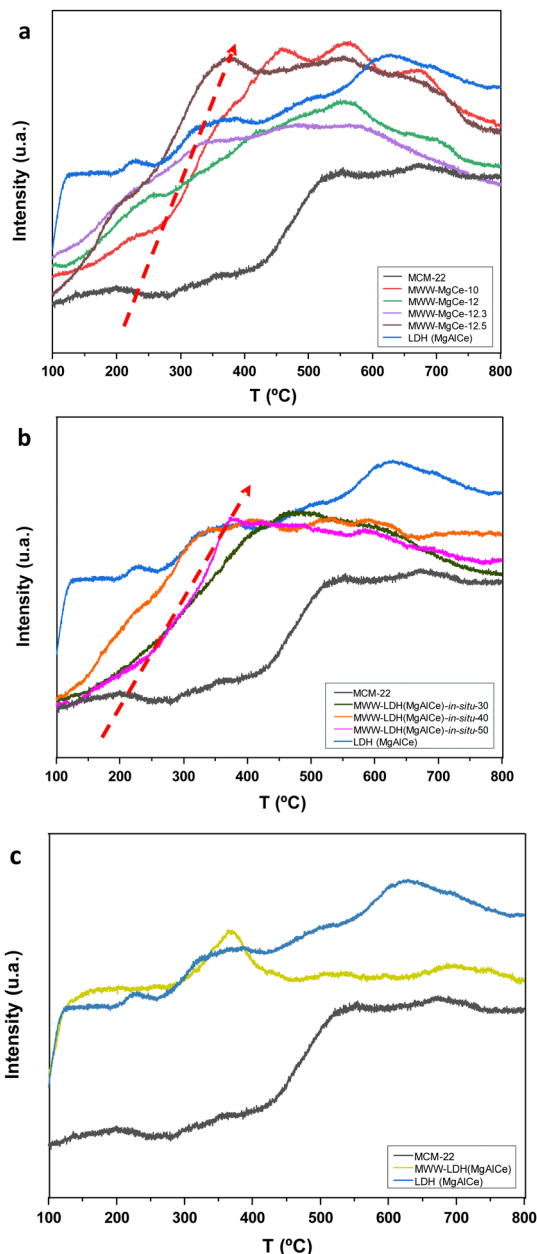 a
Intensity (u.a.)
MCM-22
MWW-MgCe-10
MWW-MgCe-12
MWW-MgCe-12.3
MWW-MgCe-12.5
LDH (MgAlCe)
100 200 300 400 500 600 700 800
T (ºC)
b
Intensity (u.a.)
MCM-22
MWW-LDH(MgAlCe)-in-situ-30
MWW-LDH(MgAlCe)-in-situ-40
MWW-LDH(MgAlCe)-in-situ-50
LDH (MgAlCe)
100 200 300 400 500 600 700 800
T (ºC)
c
Intensity (u.a.)
MCM-22
MWW-LDH(MgAlCe)
LDH (MgAlCe)
100 200 300 400 500 600 700 800
T (ºC)